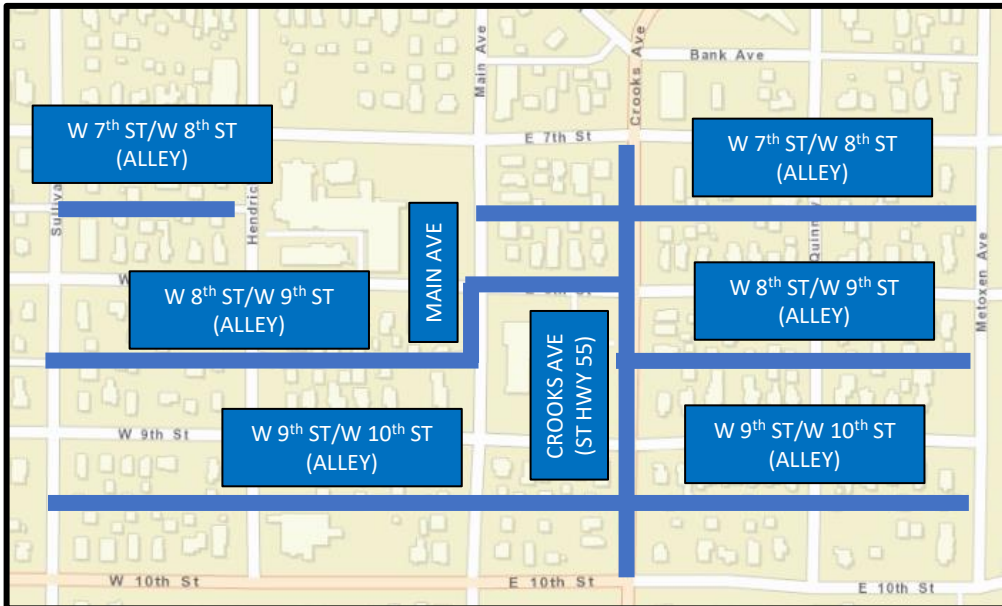 Main Ave
Crooks Ave
Bank Ave
E 7th St
W 7th ST/W 8th ST
(ALLEY)
W 7th ST/W 8th ST
(ALLEY)
MAIN AVE
W 8th ST/W 9th ST
(ALLEY)
W 8th ST/W 9th ST
(ALLEY)
Metoxen Ave
CROOKS AVE
(ST HWY 55)
W 9th ST/W 10th ST
(ALLEY)
W 9th ST/W 10th ST
(ALLEY)
W 9th St
W 10th St
E 10th St
E 10th St